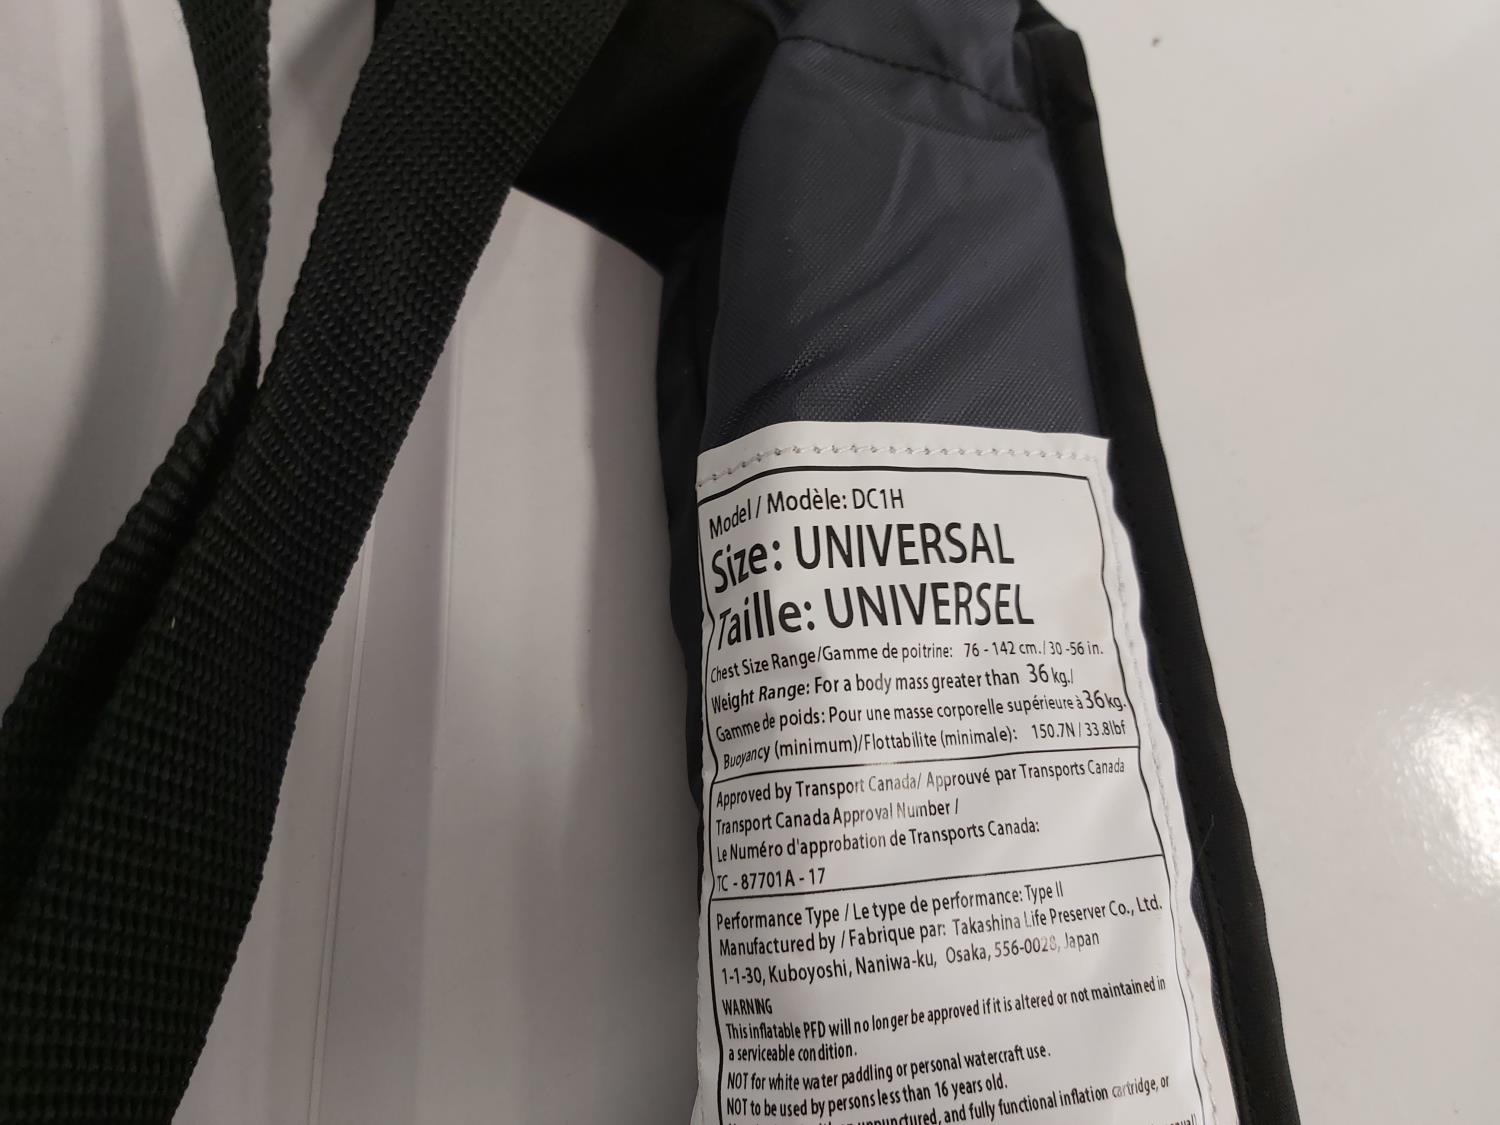 Model / Modèle: DC1H
Size: UNIVERSAL
Taille: UNIVERSEL
Chest Size Range/Gamme de poitrine: 76 - 142 cm./ 30 -56 in.
Weight Range: For a body mass greater than 36 kg./
Gamme de poids: Pour une masse corporelle supérieure à 36kg.
Buoyancy (minimum)/Flottabilite (minimale): 150.7N / 33.8lbf
Approved by Transport Canada/ Approuvé par Transports Canada
Transport Canada Approval Number /
Le Numéro d'approbation de Transports Canada:
TC - 87701A - 17
Performance Type / Le type de performance: Type II
Manufactured by / Fabrique par: Takashina Life Preserver Co., Ltd.
1-1-30, Kuboyoshi, Naniwa-ku, Osaka, 556-0028, Japan
WARNING
This inflatable PFD will no longer be approved if it is altered or not maintained in
a serviceable condition.
NOT for white water paddling or personal watercraft use.
NOT to be used by persons less than 16 years old.
unpunctured, and fully functional inflation cartridge, or